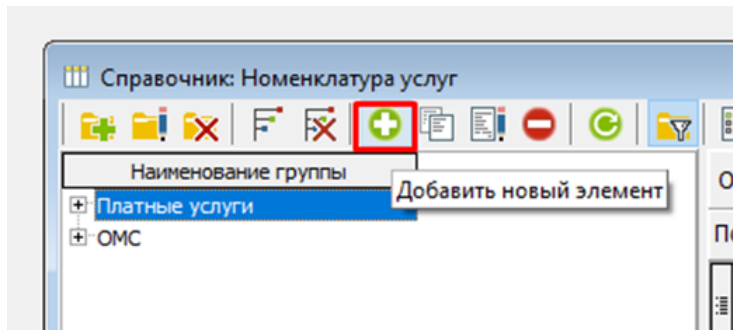 Справочник: Номенклатура услуг
Наименование группы
Добавить новый элемент
Платные услуги
ОМС